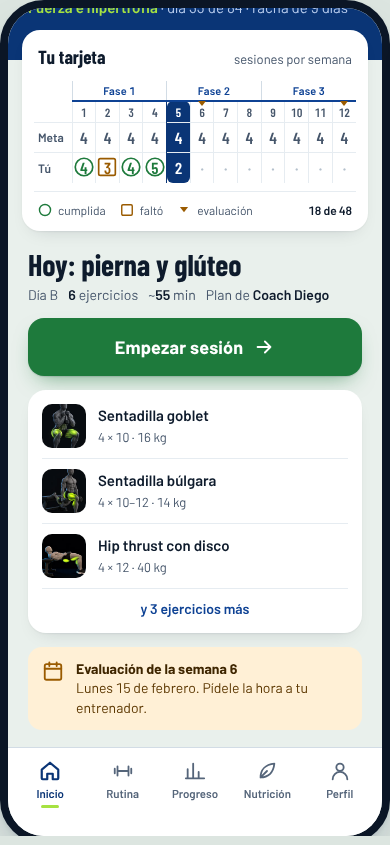 uerza e hipertrofia · día 33 de 84 · racha de 9 días
Tu tarjeta sesiones por semana
Fase 1 Fase 2 Fase 3
1 2 3 4 5 6 7 8 9 10 11 12
Meta 4 4 4 4 4 4 4 4 4 4 4 4
Tú 4 3 4 5 2 · · · · · · ·
cumplida faltó evaluación 18 de 48
Hoy: pierna y glúteo
Día B 6 ejercicios ~55 min Plan de Coach Diego
Empezar sesión →
Sentadilla goblet
4 × 10 · 16 kg
Sentadilla búlgara
4 × 10–12 · 14 kg
Hip thrust con disco
4 × 12 · 40 kg
y 3 ejercicios más
Evaluación de la semana 6
Lunes 15 de febrero. Pídele la hora a tu
entrenador.
Inicio Rutina Progreso Nutrición Perfil